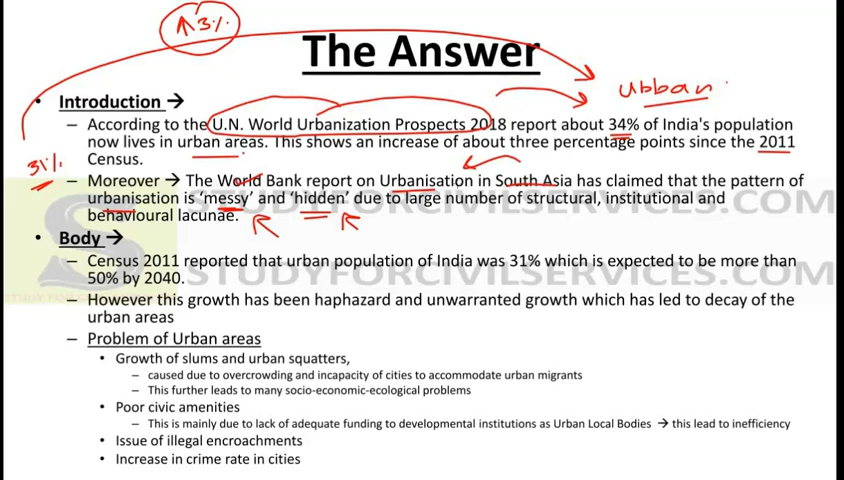 ↑3%
The Answer
ubban
• Introduction →
– According to the U.N. World Urbanization Prospects 2018 report about 34% of India's population
now lives in urban areas. This shows an increase of about three percentage points since the 2011
Census.
31%
– Moreover → The World Bank report on Urbanisation in South Asia has claimed that the pattern of
urbanisation is ‘messy’ and ‘hidden’ due to large number of structural, institutional and
behavioural lacunae.
STUDYFORCIVILSERVICES.COM
• Body →
– Census 2011 reported that urban population of India was 31% which is expected to be more than
50% by 2040.
STUDYFORCIVILSERVICES.COM
– However this growth has been haphazard and unwarranted growth which has led to decay of the
urban areas
– Problem of Urban areas
• Growth of slums and urban squatters,
– caused due to overcrowding and incapacity of cities to accommodate urban migrants
– This further leads to many socio-economic-ecological problems
• Poor civic amenities
– This is mainly due to lack of adequate funding to developmental institutions as Urban Local Bodies → this lead to inefficiency
• Issue of illegal encroachments
• Increase in crime rate in cities